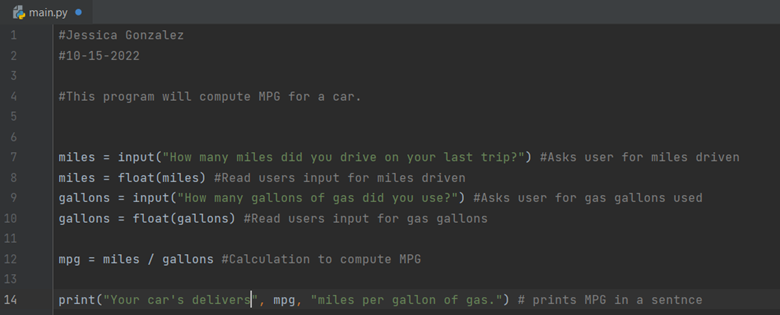 main.py
1 #Jessica Gonzalez
2 #10-15-2022
3
4 #This program will compute MPG for a car.
5
6
7 miles = input("How many miles did you drive on your last trip?") #Asks user for miles driven
8 miles = float(miles) #Read users input for miles driven
9 gallons = input("How many gallons of gas did you use?") #Asks user for gas gallons used
10 gallons = float(gallons) #Read users input for gas gallons
11
12 mpg = miles / gallons #Calculation to compute MPG
13
14 print("Your car's delivers", mpg, "miles per gallon of gas.") # prints MPG in a sentnce